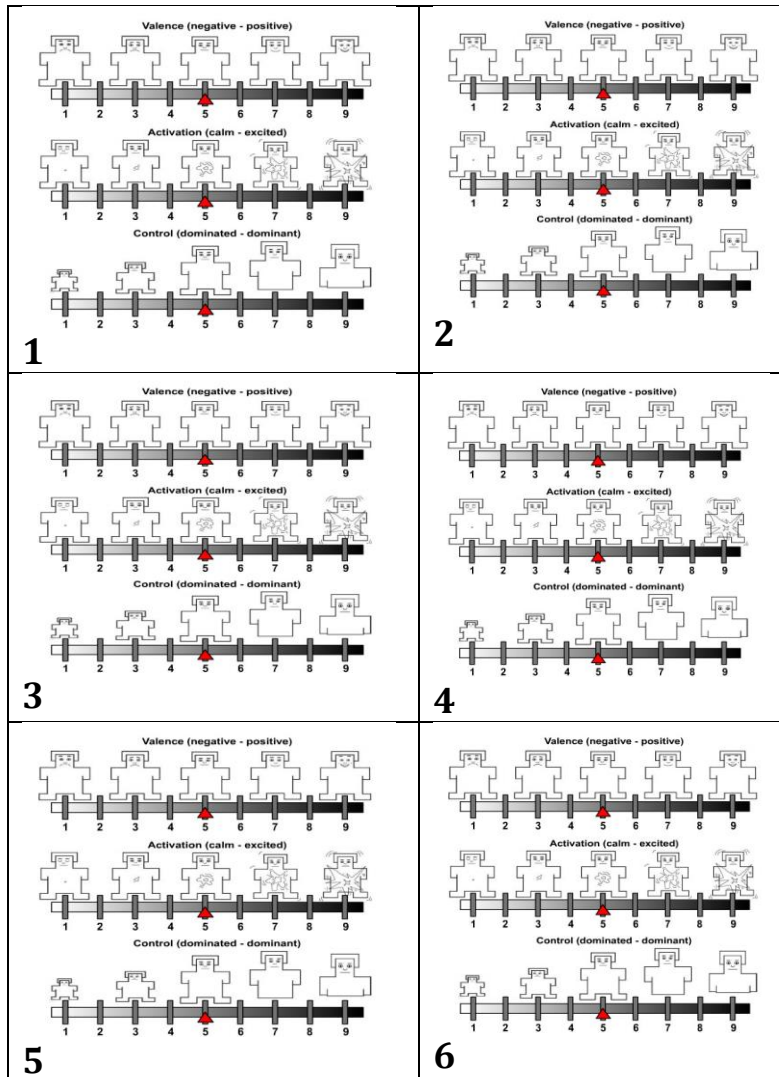 Valence (negative - positive)
1 2 3 4 5 6 7 8 9
Activation (calm - excited)
1 2 3 4 5 6 7 8 9
Control (dominated - dominant)
1 2 3 4 5 6 7 8 9
1
Valence (negative - positive)
1 2 3 4 5 6 7 8 9
Activation (calm - excited)
1 2 3 4 5 6 7 8 9
Control (dominated - dominant)
1 2 3 4 5 6 7 8 9
2
Valence (negative - positive)
1 2 3 4 5 6 7 8 9
Activation (calm - excited)
1 2 3 4 5 6 7 8 9
Control (dominated - dominant)
1 2 3 4 5 6 7 8 9
3
Valence (negative - positive)
1 2 3 4 5 6 7 8 9
Activation (calm - excited)
1 2 3 4 5 6 7 8 9
Control (dominated - dominant)
1 2 3 4 5 6 7 8 9
4
Valence (negative - positive)
1 2 3 4 5 6 7 8 9
Activation (calm - excited)
1 2 3 4 5 6 7 8 9
Control (dominated - dominant)
1 2 3 4 5 6 7 8 9
5
Valence (negative - positive)
1 2 3 4 5 6 7 8 9
Activation (calm - excited)
1 2 3 4 5 6 7 8 9
Control (dominated - dominant)
1 2 3 4 5 6 7 8 9
6